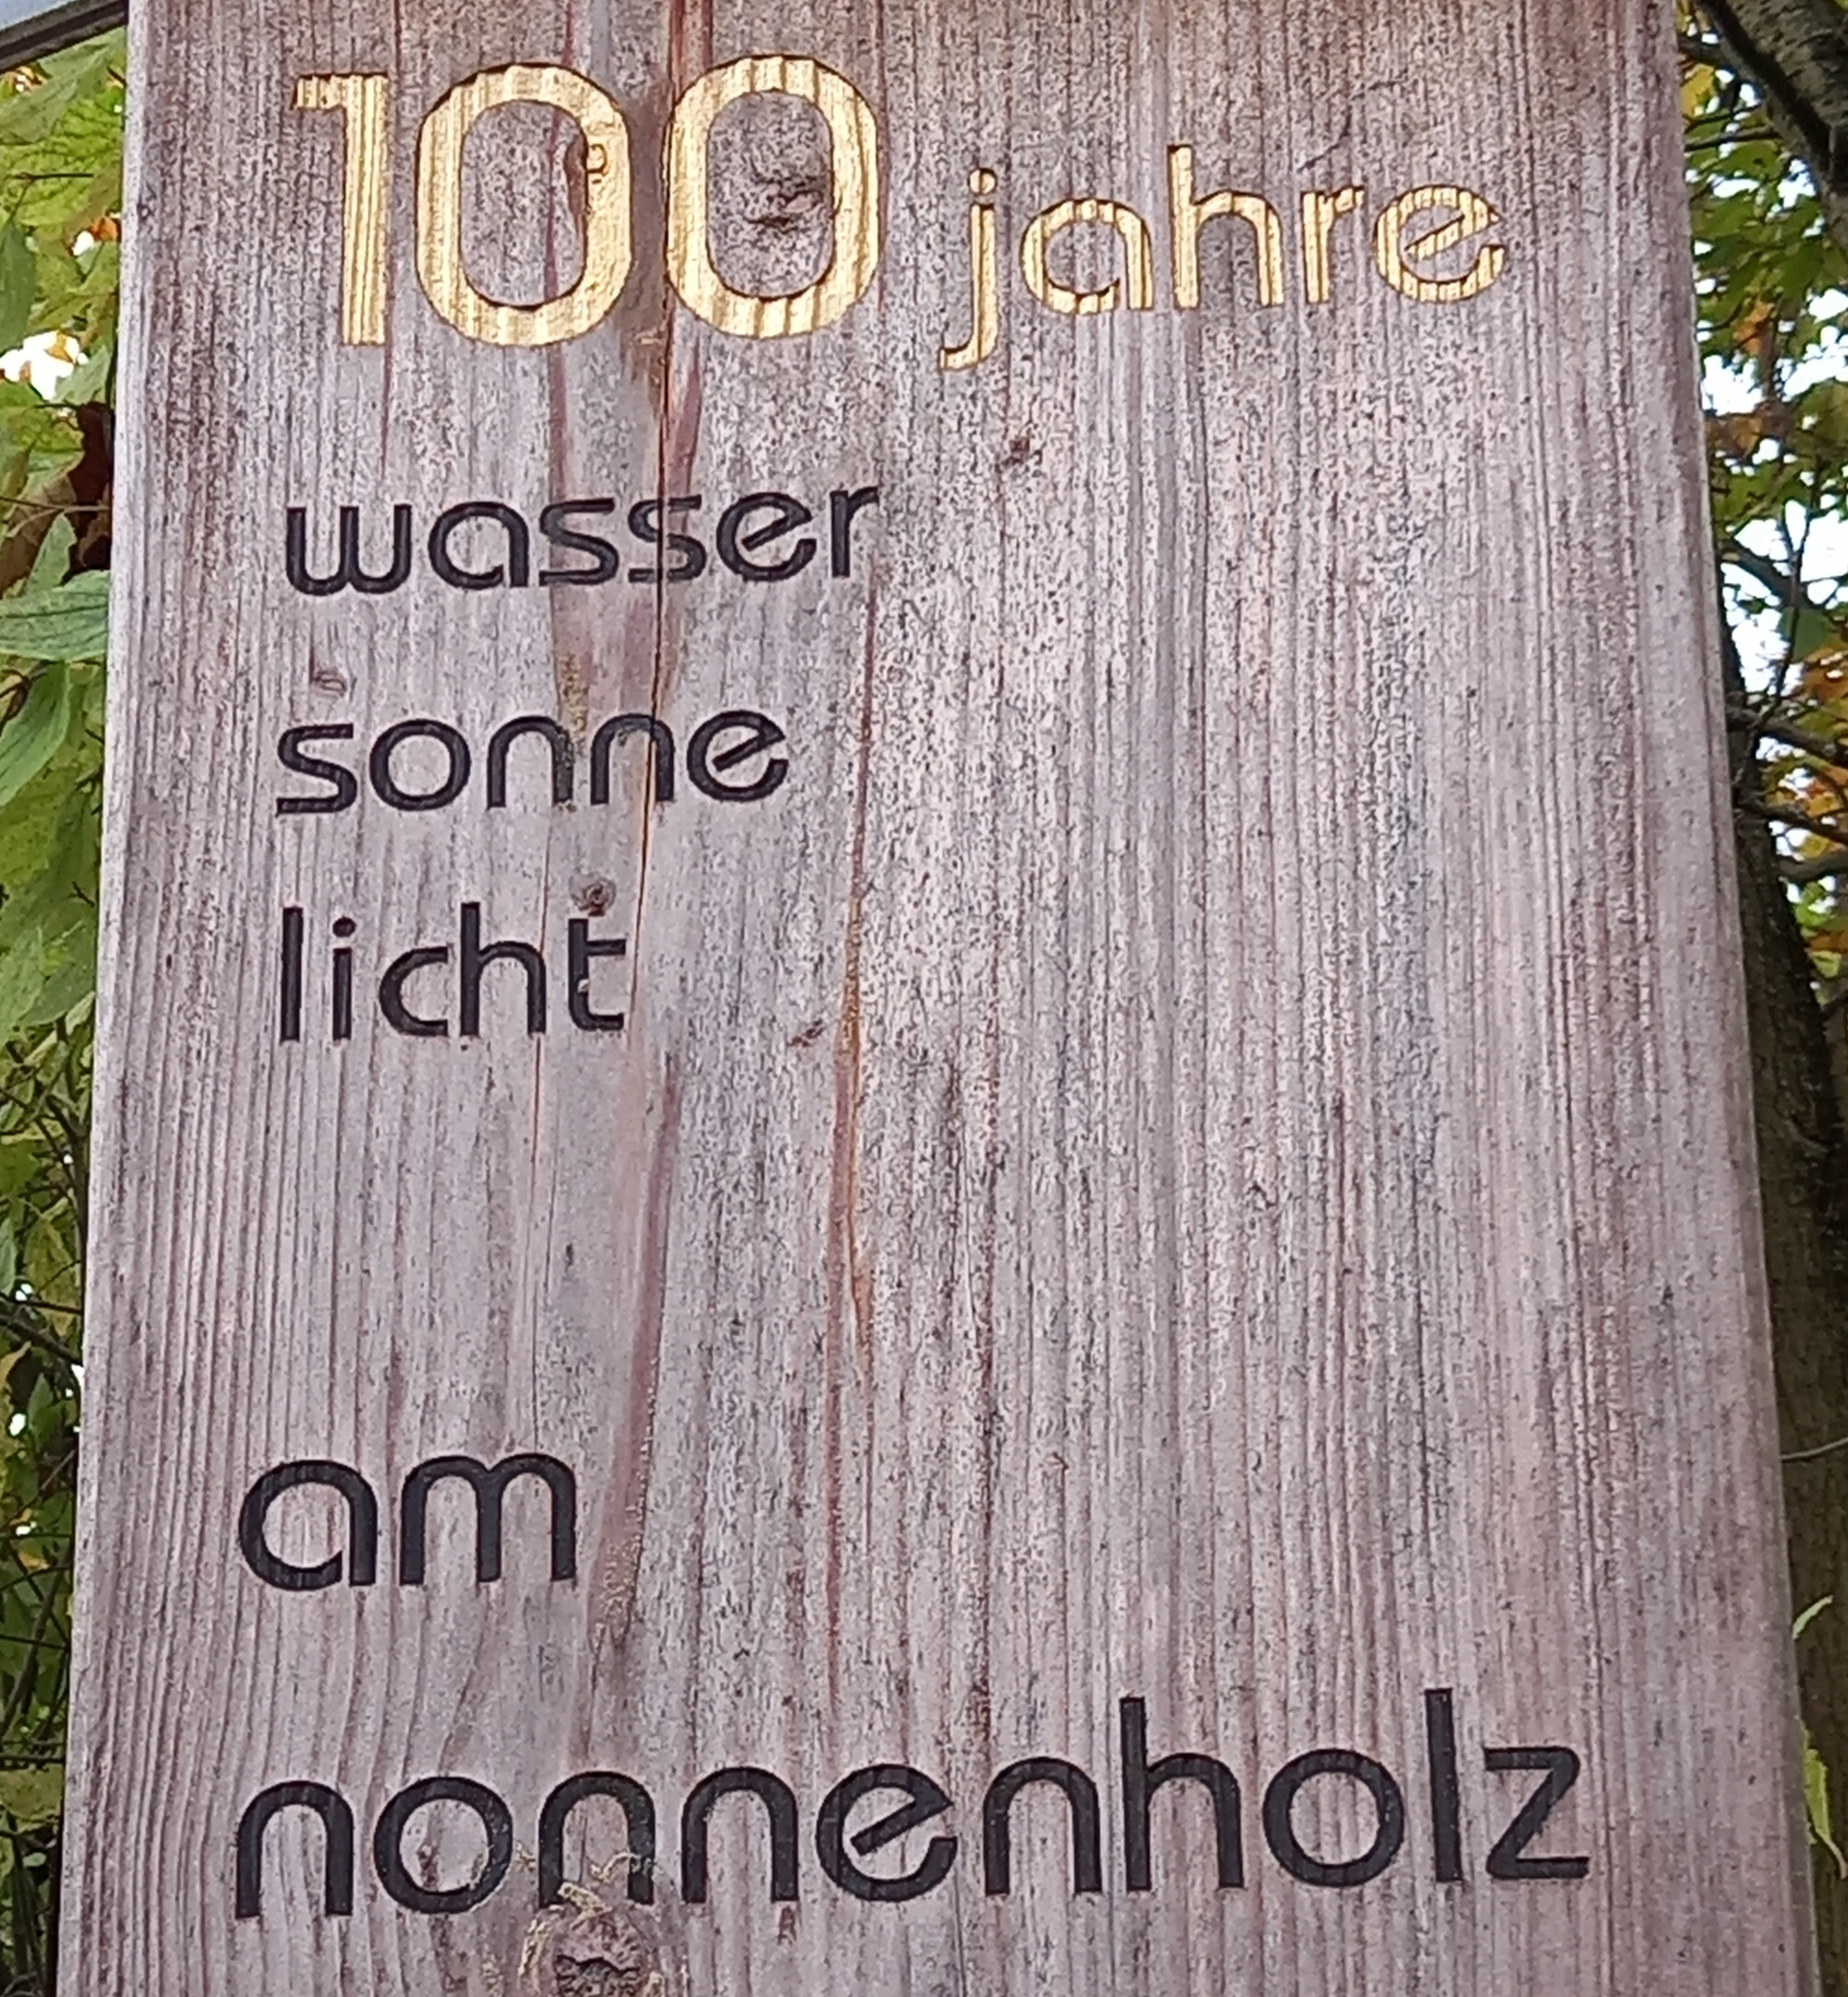 100 jahre
wasser
sonne
licht
am
nonnenholz